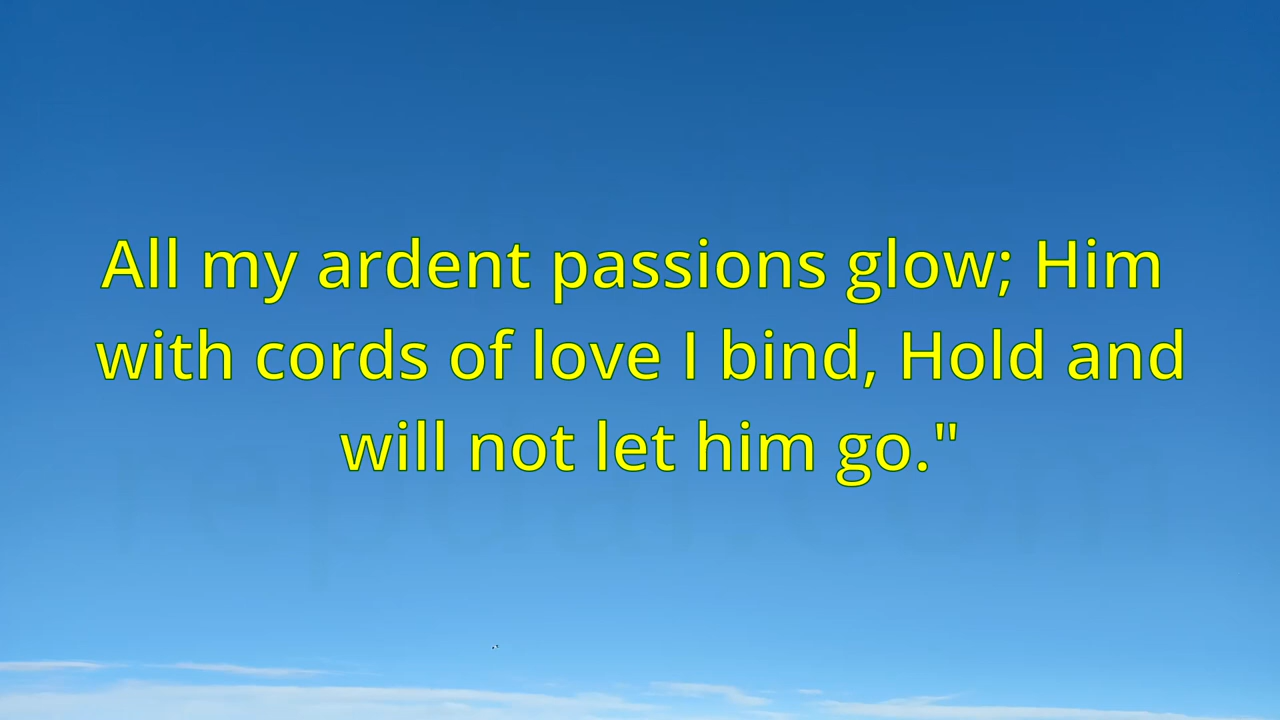 All my ardent passions glow; Him
with cords of love I bind, Hold and
will not let him go."